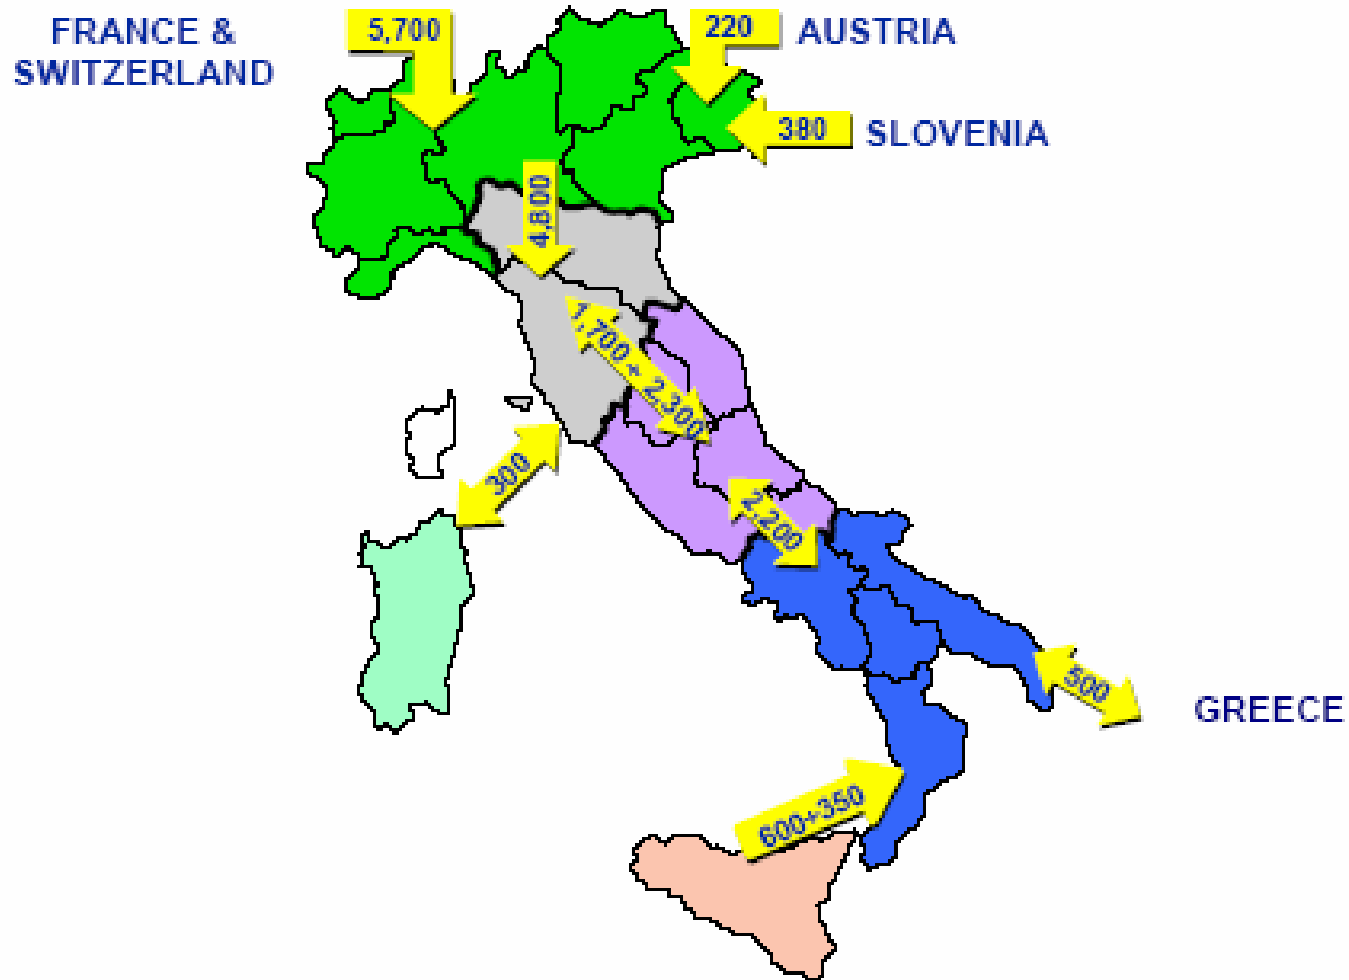 FRANCE &
SWITZERLAND
5,700
220
AUSTRIA
380
SLOVENIA
4,800
1,700 ÷ 2,300
300
2,200
500
GREECE
600÷350